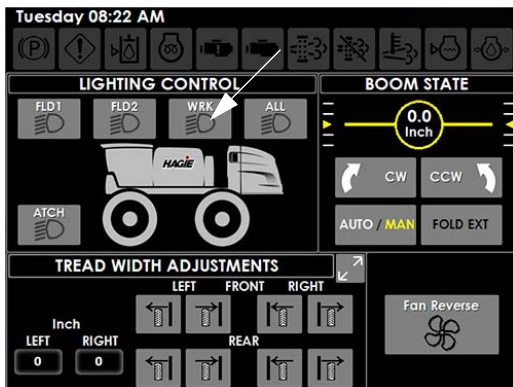 Tuesday 08:22 AM
LIGHTING CONTROL
FLD1 FLD2 WRK ALL
HAGIE
ATCH
BOOM STATE
0.0
Inch
CW CCW
AUTO / MAN FOLD EXT
TREAD WIDTH ADJUSTMENTS
LEFT FRONT RIGHT
Inch
LEFT RIGHT
0 0
REAR
Fan Reverse